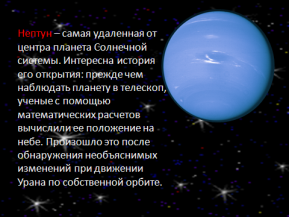 Нептун – самая удаленная от
центра планета Солнечной
системы. Интересна история
его открытия: прежде чем
наблюдать планету в телескоп,
ученые с помощью
математических расчетов
вычислили ее положение на
небе. Произошло это после
обнаружения необъяснимых
изменений при движении
Урана по собственной орбите.